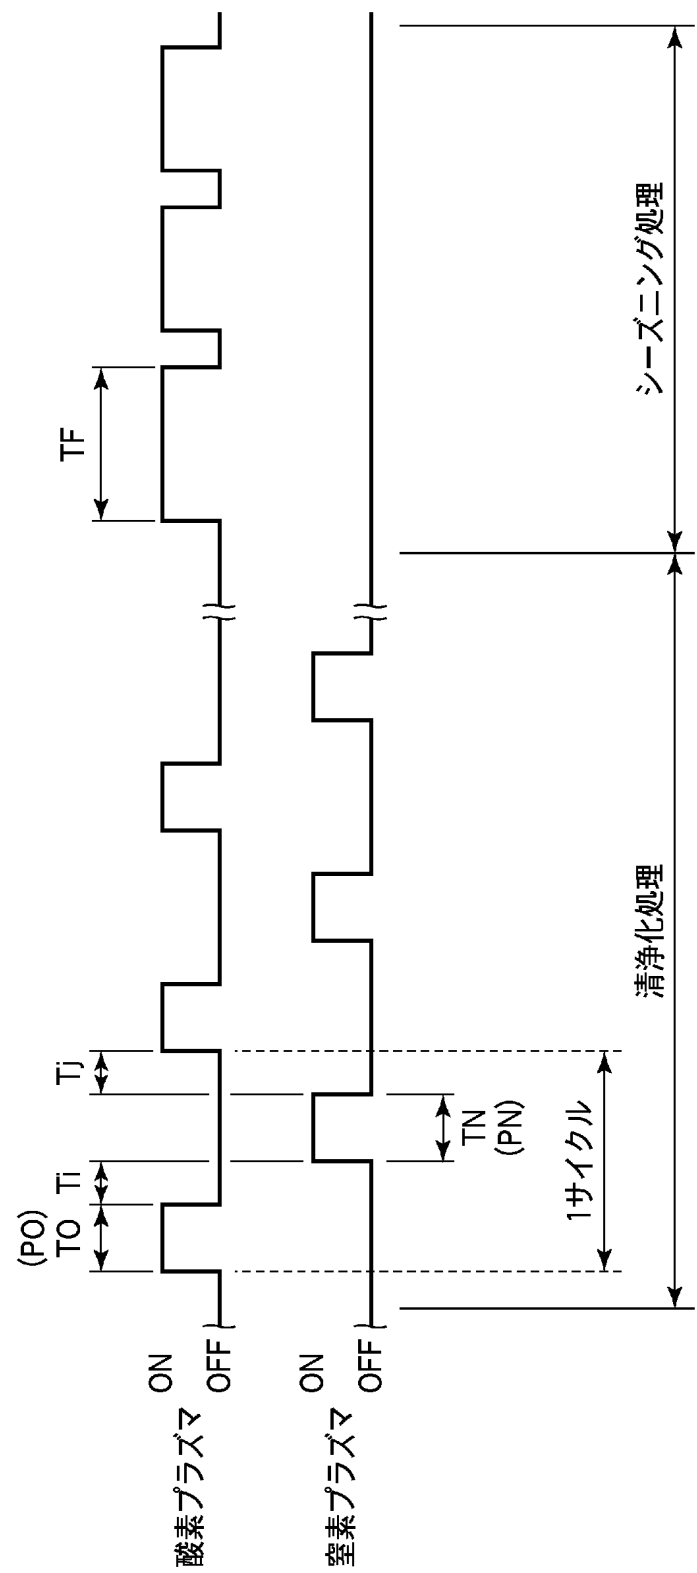 (PO)
TO
Ti
Tj
TF
酸素プラズマ
ON
OFF
窒素プラズマ
ON
OFF
TN
(PN)
1サイクル
清浄化処理
シーズニング処理